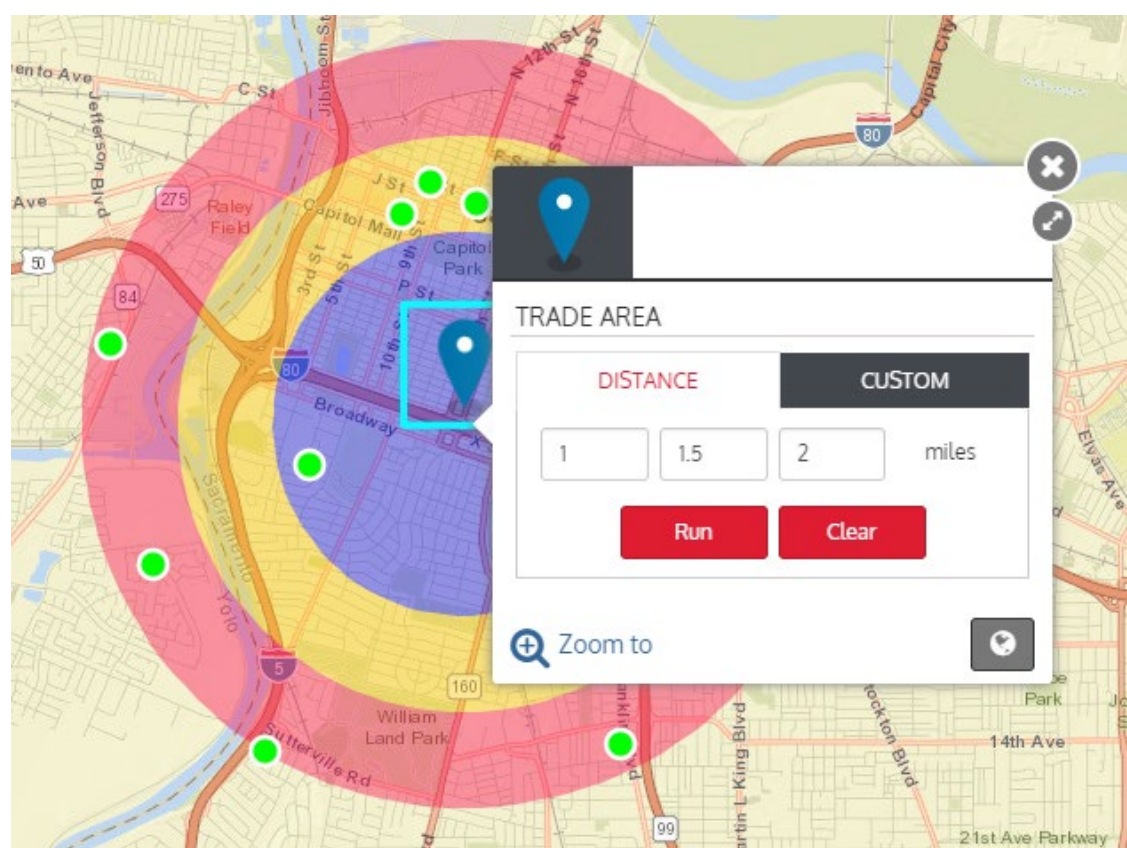 Jibboom St
N 12th St
N 16th St
Capital City
ento Ave
C St
Jefferson Blvd
80
F St
J St
275
Ave
Raley
Field
Capitol Mall
Capitol
Park
50
3rd St
5th St
9th
P St
84
10th S
80
Broadway
X S
TRADE AREA
DISTANCE
CUSTOM
1
1.5
2
miles
Run
Clear
Elvas Ave
Sacramento
Yolo
Zoom to
5
160
William
Land Park
Sutterville Rd
Park
Jo
tockton Blvd
14th Ave
artin L King Blvd
99
21st Ave Parkway